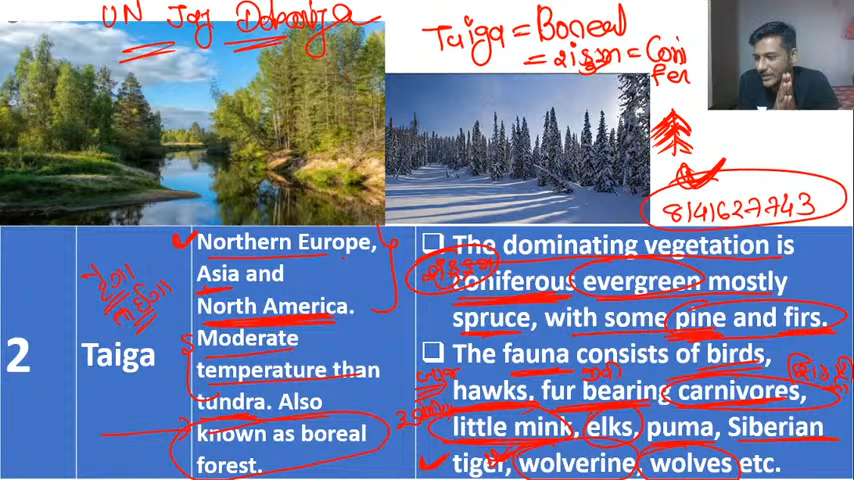 UN Jay
Taiga = Boreal
= શંકુદ્રુમ = Coni
fer
8141627743
2
Taiga
Northern Europe,
Asia and
North America.
Moderate
temperature than
tundra. Also
known as boreal
forest.
❑ The dominating vegetation is
coniferous evergreen mostly
spruce, with some pine and firs.
❑ The fauna consists of birds,
hawks, fur bearing carnivores,
little mink, elks, puma, Siberian
tiger, wolverine, wolves etc.